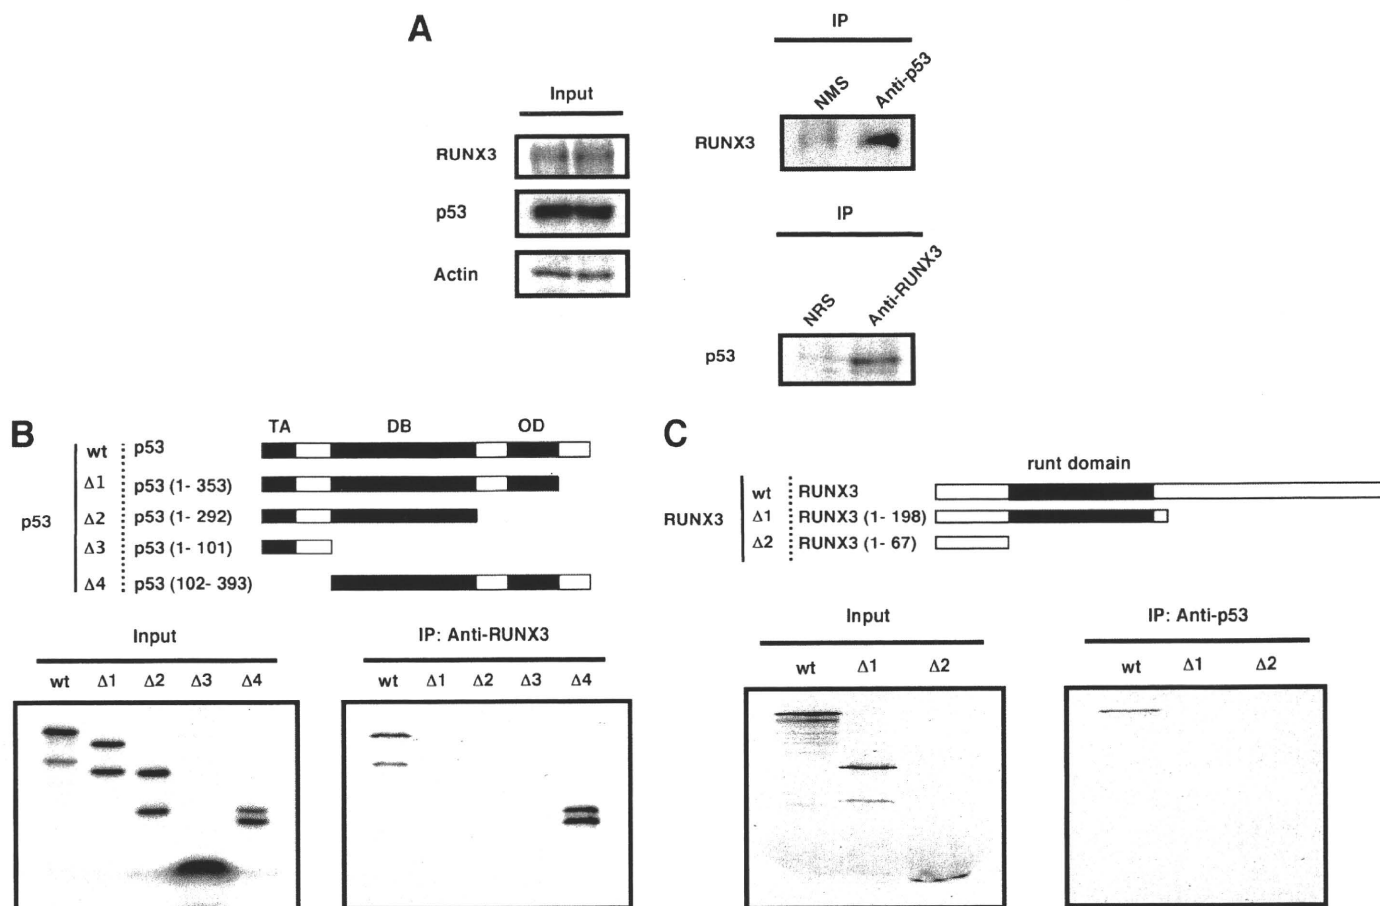 A
Input
RUNX3
p53
Actin
IP
NMS Anti-p53
RUNX3
IP
NRS Anti-RUNX3
p53
B
TA DB OD
p53
wt p53
Δ1 p53 (1- 353)
Δ2 p53 (1- 292)
Δ3 p53 (1- 101)
Δ4 p53 (102- 393)
Input
wt Δ1 Δ2 Δ3 Δ4
IP: Anti-RUNX3
wt Δ1 Δ2 Δ3 Δ4
C
runt domain
RUNX3
wt RUNX3
Δ1 RUNX3 (1- 198)
Δ2 RUNX3 (1- 67)
Input
wt Δ1 Δ2
IP: Anti-p53
wt Δ1 Δ2